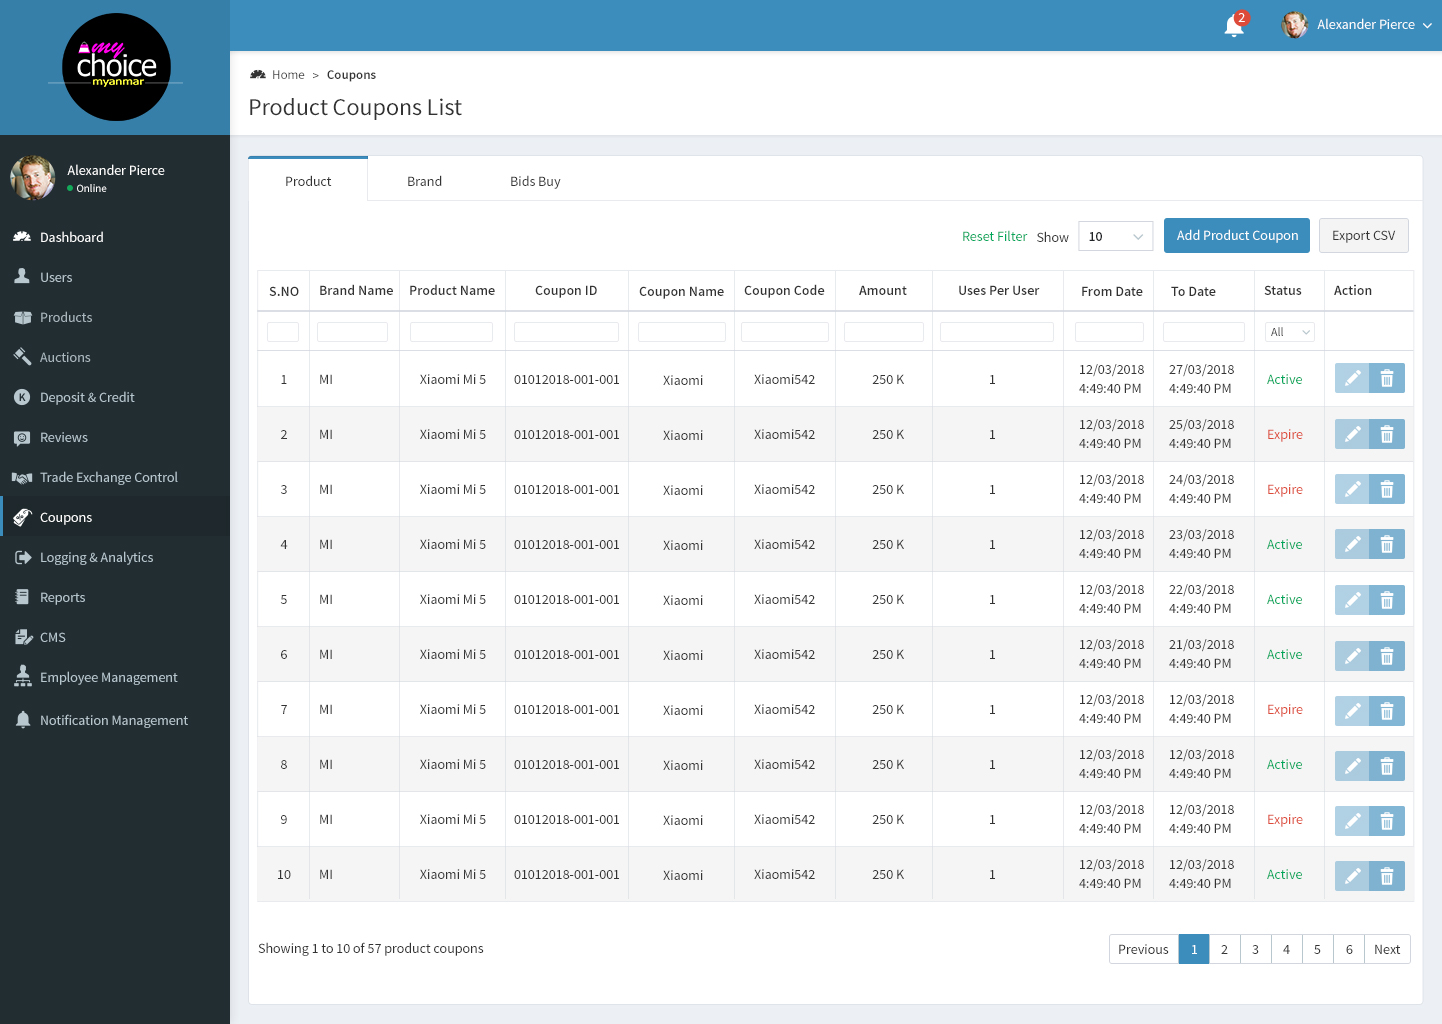 my
choice
myanmar
2
Alexander Pierce
Home > Coupons
Product Coupons List
Alexander Pierce
Online
Dashboard
Users
Products
Auctions
K
Deposit & Credit
Reviews
Trade Exchange Control
Coupons
Logging & Analytics
Reports
CMS
Employee Management
Notification Management
Product Brand Bids Buy
Reset Filter Show 10 Add Product Coupon Export CSV
S.NO Brand Name Product Name Coupon ID Coupon Name Coupon Code Amount Uses Per User From Date To Date Status Action
All
1 MI Xiaomi Mi 5 01012018-001-001 Xiaomi Xiaomi542 250 K 1 12/03/2018 27/03/2018 Active
4:49:40 PM 4:49:40 PM
2 MI Xiaomi Mi 5 01012018-001-001 Xiaomi Xiaomi542 250 K 1 12/03/2018 25/03/2018 Expire
4:49:40 PM 4:49:40 PM
3 MI Xiaomi Mi 5 01012018-001-001 Xiaomi Xiaomi542 250 K 1 12/03/2018 24/03/2018 Expire
4:49:40 PM 4:49:40 PM
4 MI Xiaomi Mi 5 01012018-001-001 Xiaomi Xiaomi542 250 K 1 12/03/2018 23/03/2018 Active
4:49:40 PM 4:49:40 PM
5 MI Xiaomi Mi 5 01012018-001-001 Xiaomi Xiaomi542 250 K 1 12/03/2018 22/03/2018 Active
4:49:40 PM 4:49:40 PM
6 MI Xiaomi Mi 5 01012018-001-001 Xiaomi Xiaomi542 250 K 1 12/03/2018 21/03/2018 Active
4:49:40 PM 4:49:40 PM
7 MI Xiaomi Mi 5 01012018-001-001 Xiaomi Xiaomi542 250 K 1 12/03/2018 12/03/2018 Expire
4:49:40 PM 4:49:40 PM
8 MI Xiaomi Mi 5 01012018-001-001 Xiaomi Xiaomi542 250 K 1 12/03/2018 12/03/2018 Active
4:49:40 PM 4:49:40 PM
9 MI Xiaomi Mi 5 01012018-001-001 Xiaomi Xiaomi542 250 K 1 12/03/2018 12/03/2018 Expire
4:49:40 PM 4:49:40 PM
10 MI Xiaomi Mi 5 01012018-001-001 Xiaomi Xiaomi542 250 K 1 12/03/2018 12/03/2018 Active
4:49:40 PM 4:49:40 PM
Showing 1 to 10 of 57 product coupons Previous 1 2 3 4 5 6 Next